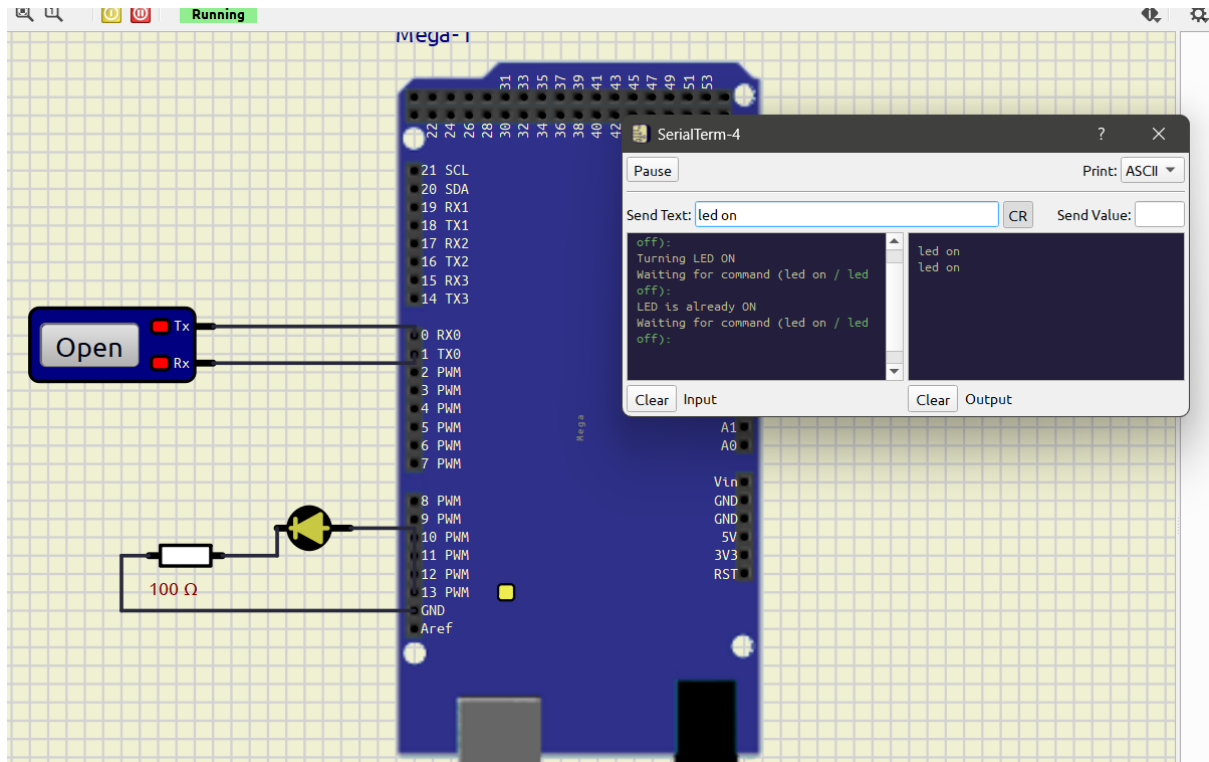 Running
Mega-1
31 33 35 37 39 41 43 45 47 49 51 53
22 24 26 28 30 32 34 36 38 40 42
SerialTerm-4
? ×
Pause
Print: ASCII
Send Text: led on
CR
Send Value:
off):
Turning LED ON
Waiting for command (led on / led
off):
LED is already ON
Waiting for command (led on / led
off):
led on
led on
Clear Input
Clear Output
21 SCL
20 SDA
19 RX1
18 TX1
17 RX2
16 TX2
15 RX3
14 TX3
Open
Tx
Rx
0 RX0
1 TX0
2 PWM
3 PWM
4 PWM
5 PWM
6 PWM
7 PWM
Mega
A1
A0
Vin
GND
GND
5V
3V3
RST
8 PWM
9 PWM
10 PWM
11 PWM
12 PWM
13 PWM
GND
Aref
100 Ω